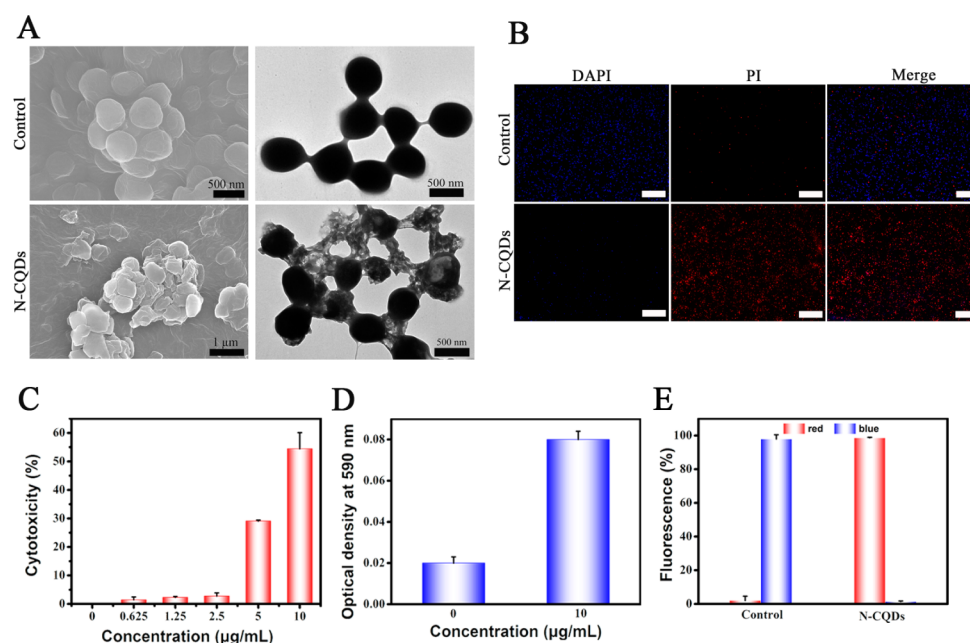 A
Control
500 nm
500 nm
N-CQDs
1 µm
500 nm
B
DAPI
PI
Merge
Control
N-CQDs
C
Cytotoxicity (%)
60
50
40
30
20
10
0
0
0.625
1.25
2.5
5
10
Concentration (µg/mL)
D
Optical density at 590 nm
0.08
0.06
0.04
0.02
0.00
0
10
Concentration (µg/mL)
E
red
blue
Fluorescence (%)
100
80
60
40
20
0
Control
N-CQDs